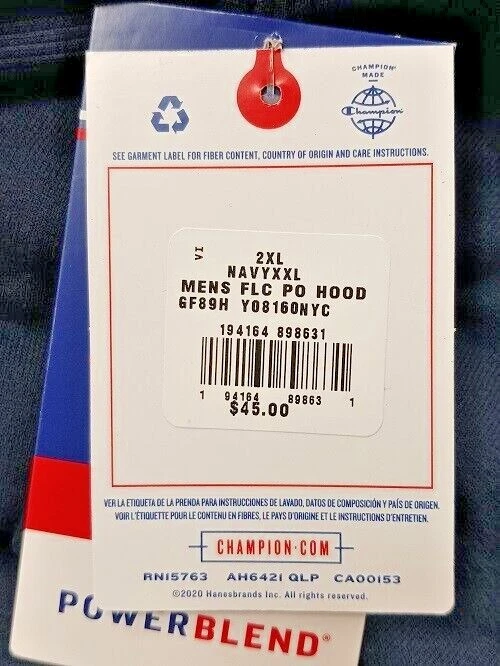 CHAMPION®
MADE
Champion
SEE GARMENT LABEL FOR FIBER CONTENT, COUNTRY OF ORIGIN AND CARE INSTRUCTIONS.
VI
2XL
NAVYXXL
MENS FLC PO HOOD
GF89H Y08160NYC
194164 898631
1 94164 89863 1
$45.00
VER LA ETIQUETA DE LA PRENDA PARA INSTRUCCIONES DE LAVADO, DATOS DE COMPOSICIÓN Y PAÍS DE ORIGEN.
VOIR L'ÉTIQUETTE POUR LE CONTENU EN FIBRES, LE PAYS D'ORIGINE ET LE INSTRUCTIONS D'ENTRETIEN.
CHAMPION·COM
RN15763 AH6421 QLP CA00153
©2020 Hanesbrands Inc. All rights reserved.
POWERBLEND®